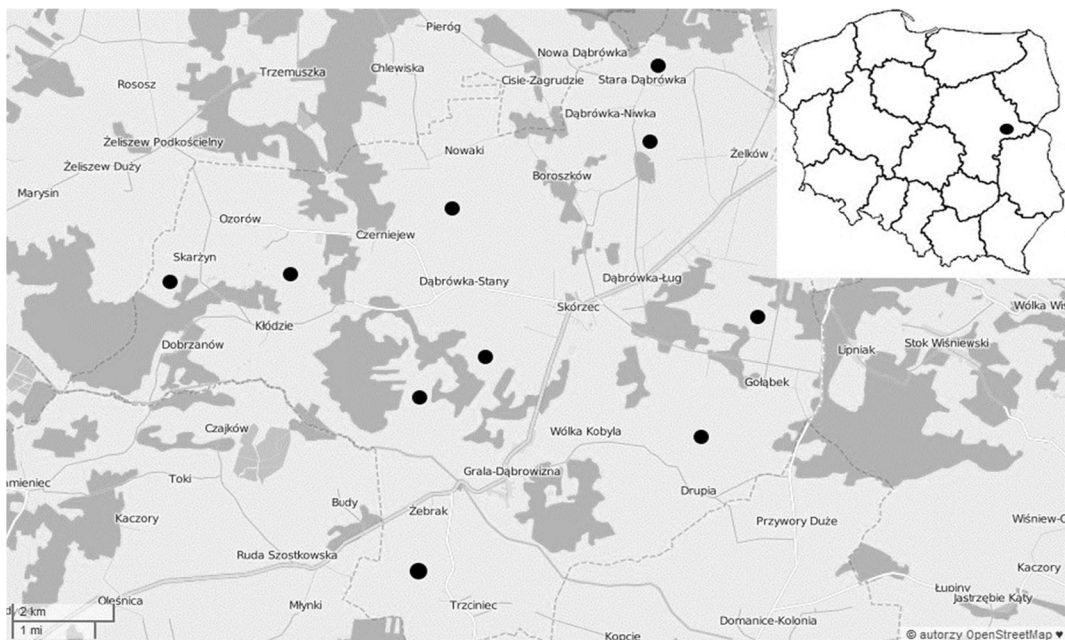 Pieróg
Nowa Dąbrówka
Trzemuszka
Chlewiska
Cisie-Zagrudzie
Stara Dąbrówka
Rososz
Dąbrówka-Niwka
Żeliszew Podkościelny
Nowaki
Żelków
Żeliszew Duży
Boroszków
Marysin
Ozorów
Czerniejew
Skarżyn
Dąbrówka-Stany
Dąbrówka-Ług
Skórzec
Kłódzie
Dobrzanów
Lipniak
Stok Wiśniewski
Gołąbek
Czajków
Wólka Kobyla
Grala-Dąbrowizna
Toki
Drupia
Budy
Żebrak
Kaczory
Przywory Duże
Ruda Szostkowska
Kaczory
Łupiny
Oleśnica
Młynki
Trzciniec
Jastrzębie Kąty
2 km
Domanice-Kolonia
1 mi
Kopcie
© autorzy OpenStreetMap ♥